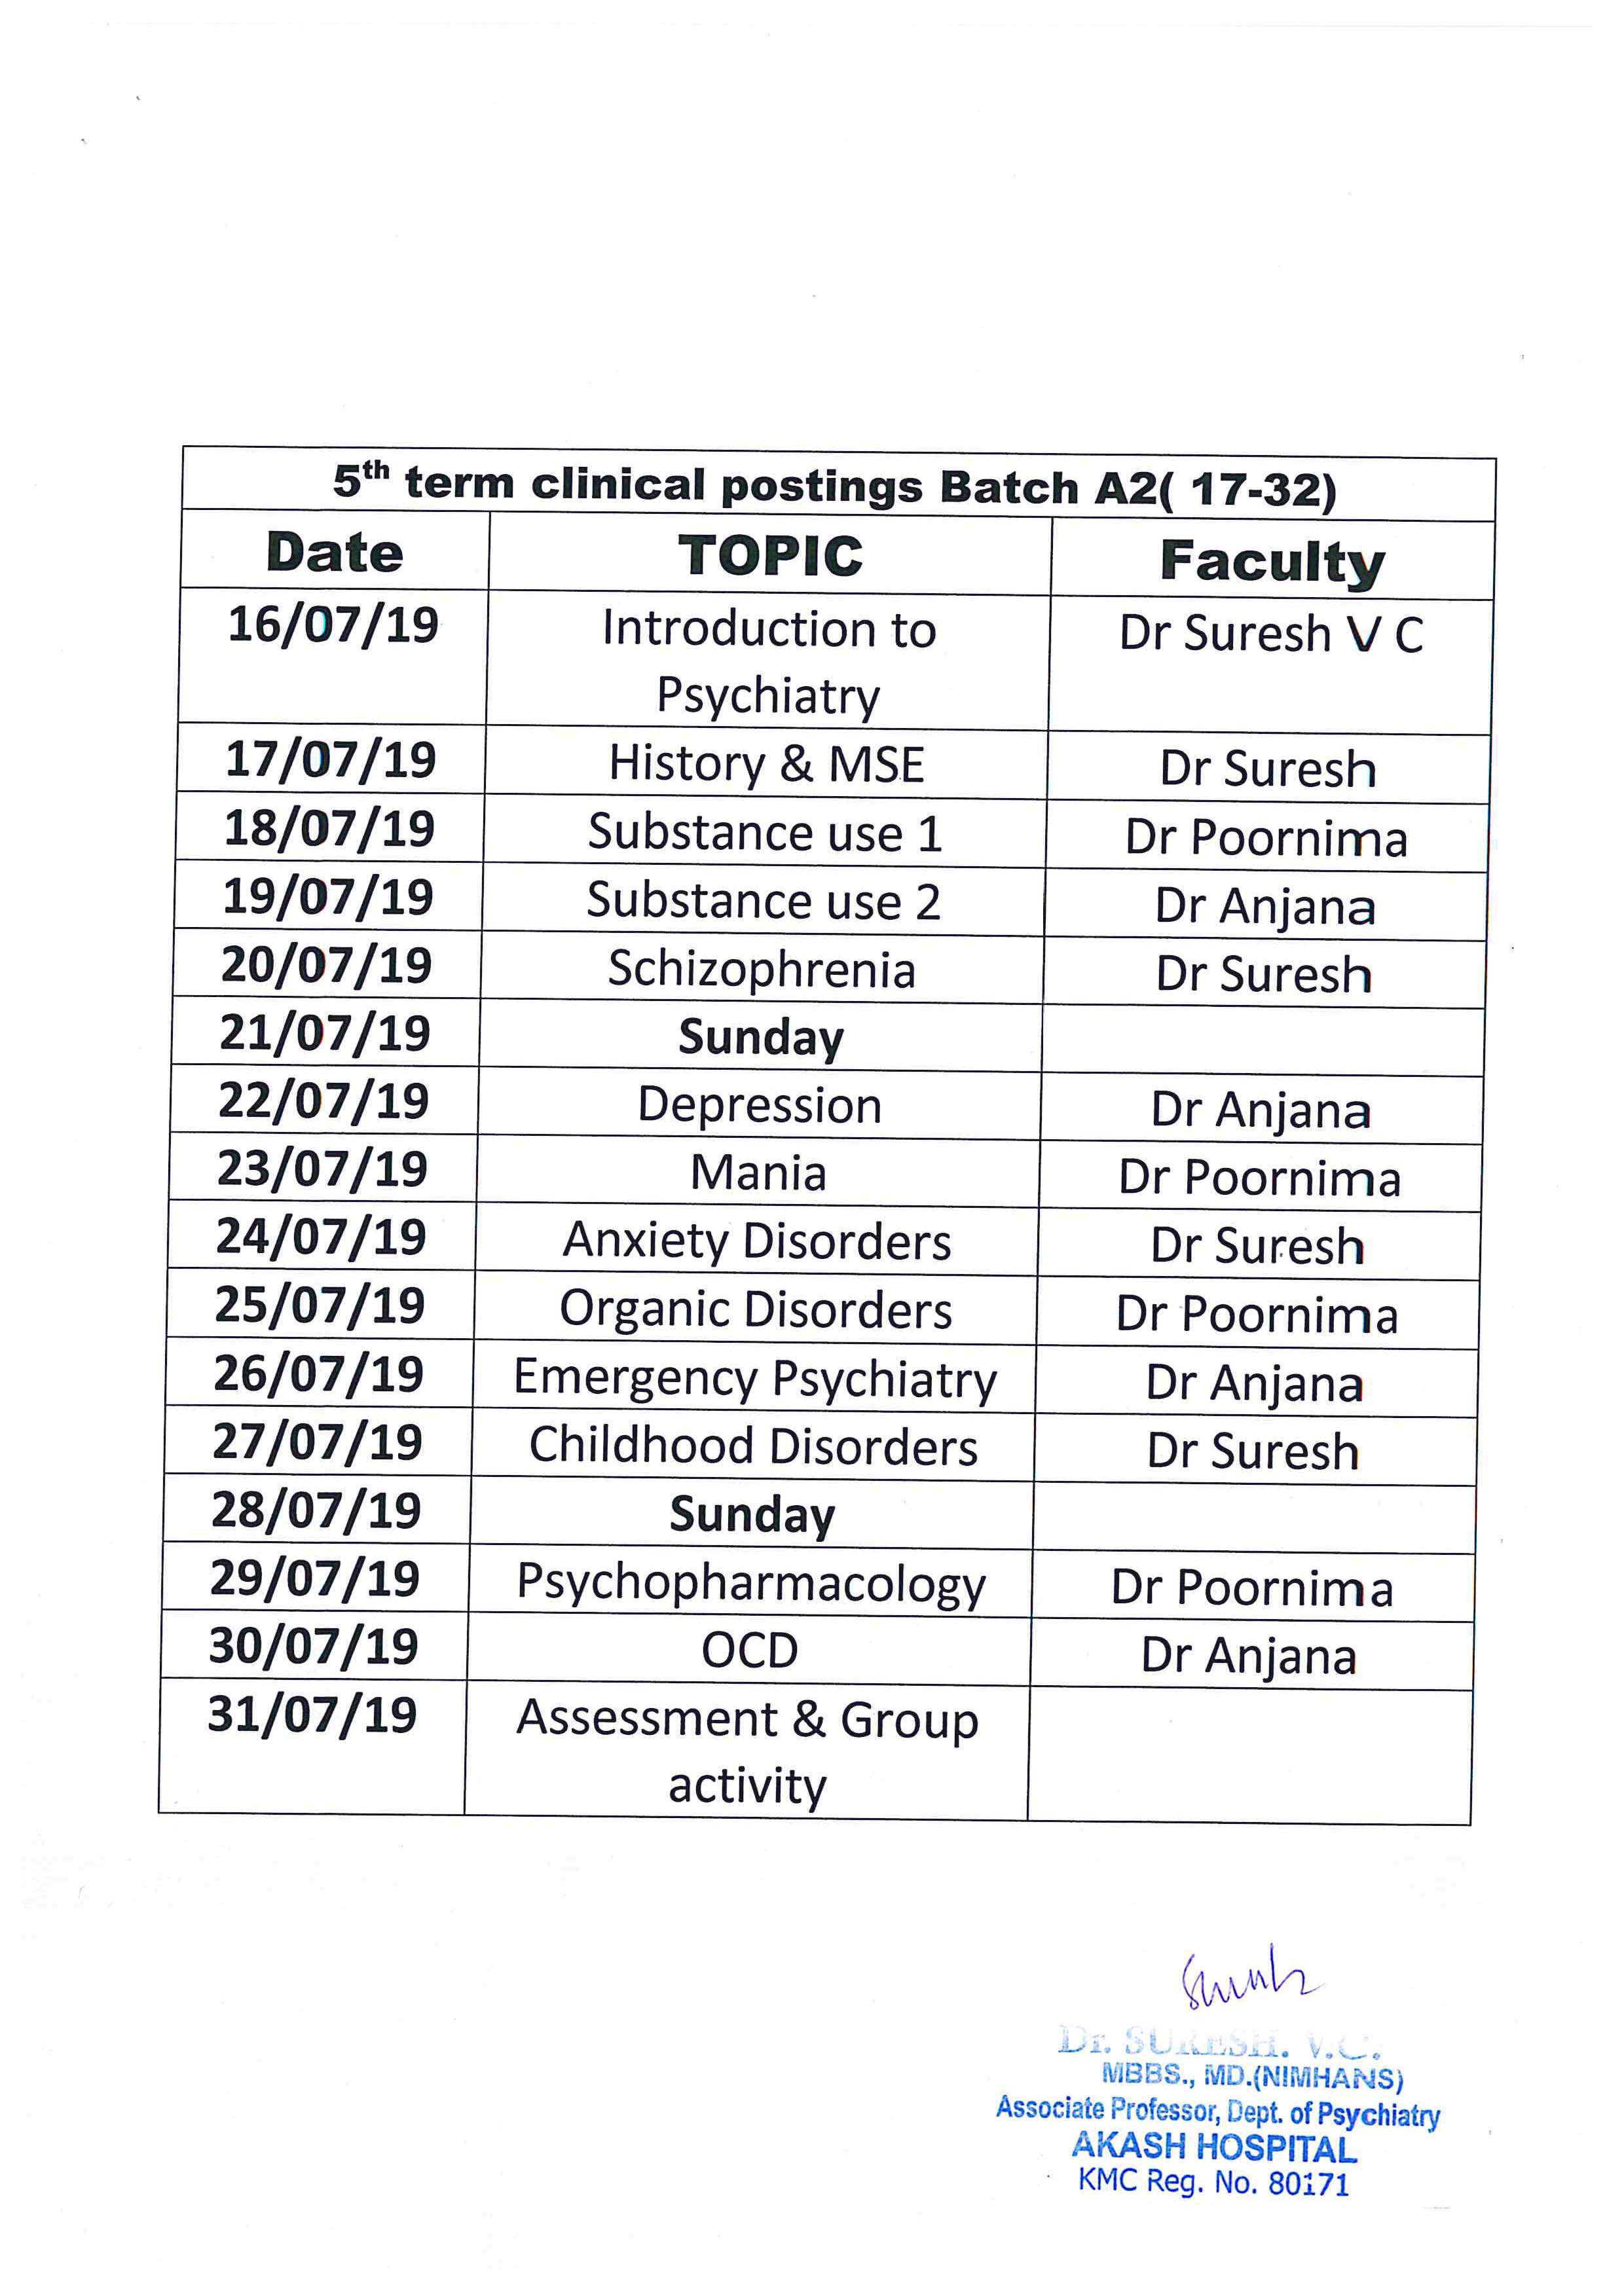 5th term clinical postings Batch A2( 17-32)
Date TOPIC Faculty
16/07/19 Introduction to Dr Suresh V C
Psychiatry
17/07/19 History & MSE Dr Suresh
18/07/19 Substance use 1 Dr Poornima
19/07/19 Substance use 2 Dr Anjana
20/07/19 Schizophrenia Dr Suresh
21/07/19 Sunday
22/07/19 Depression Dr Anjana
23/07/19 Mania Dr Poornima
24/07/19 Anxiety Disorders Dr Suresh
25/07/19 Organic Disorders Dr Poornima
26/07/19 Emergency Psychiatry Dr Anjana
27/07/19 Childhood Disorders Dr Suresh
28/07/19 Sunday
29/07/19 Psychopharmacology Dr Poornima
30/07/19 OCD Dr Anjana
31/07/19 Assessment & Group
activity
Dr. SURESH. V.C.
MBBS., MD.(NIMHANS)
Associate Professor, Dept. of Psychiatry
AKASH HOSPITAL
KMC Reg. No. 80171